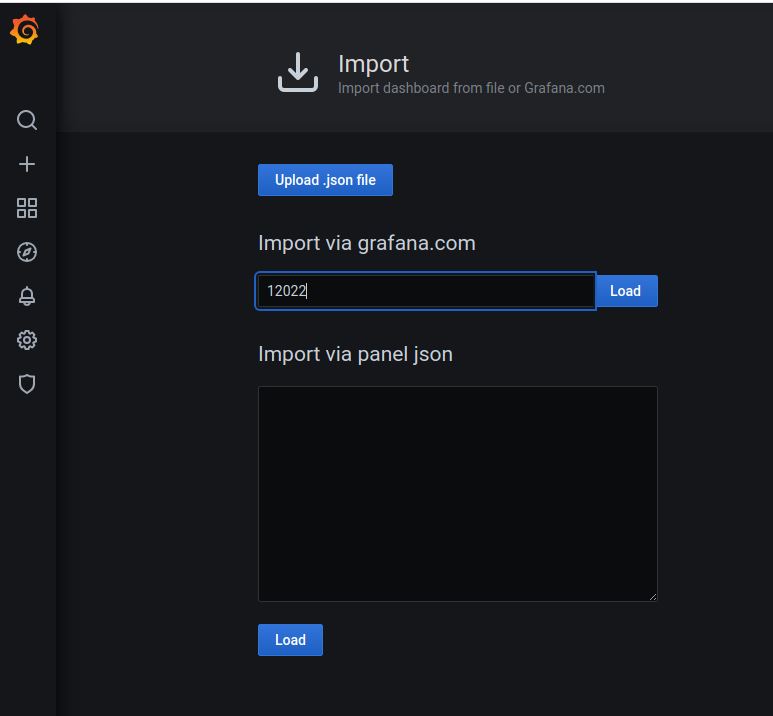 Import
Import dashboard from file or Grafana.com
Upload .json file
Import via grafana.com
12022
Load
Import via panel json
Load